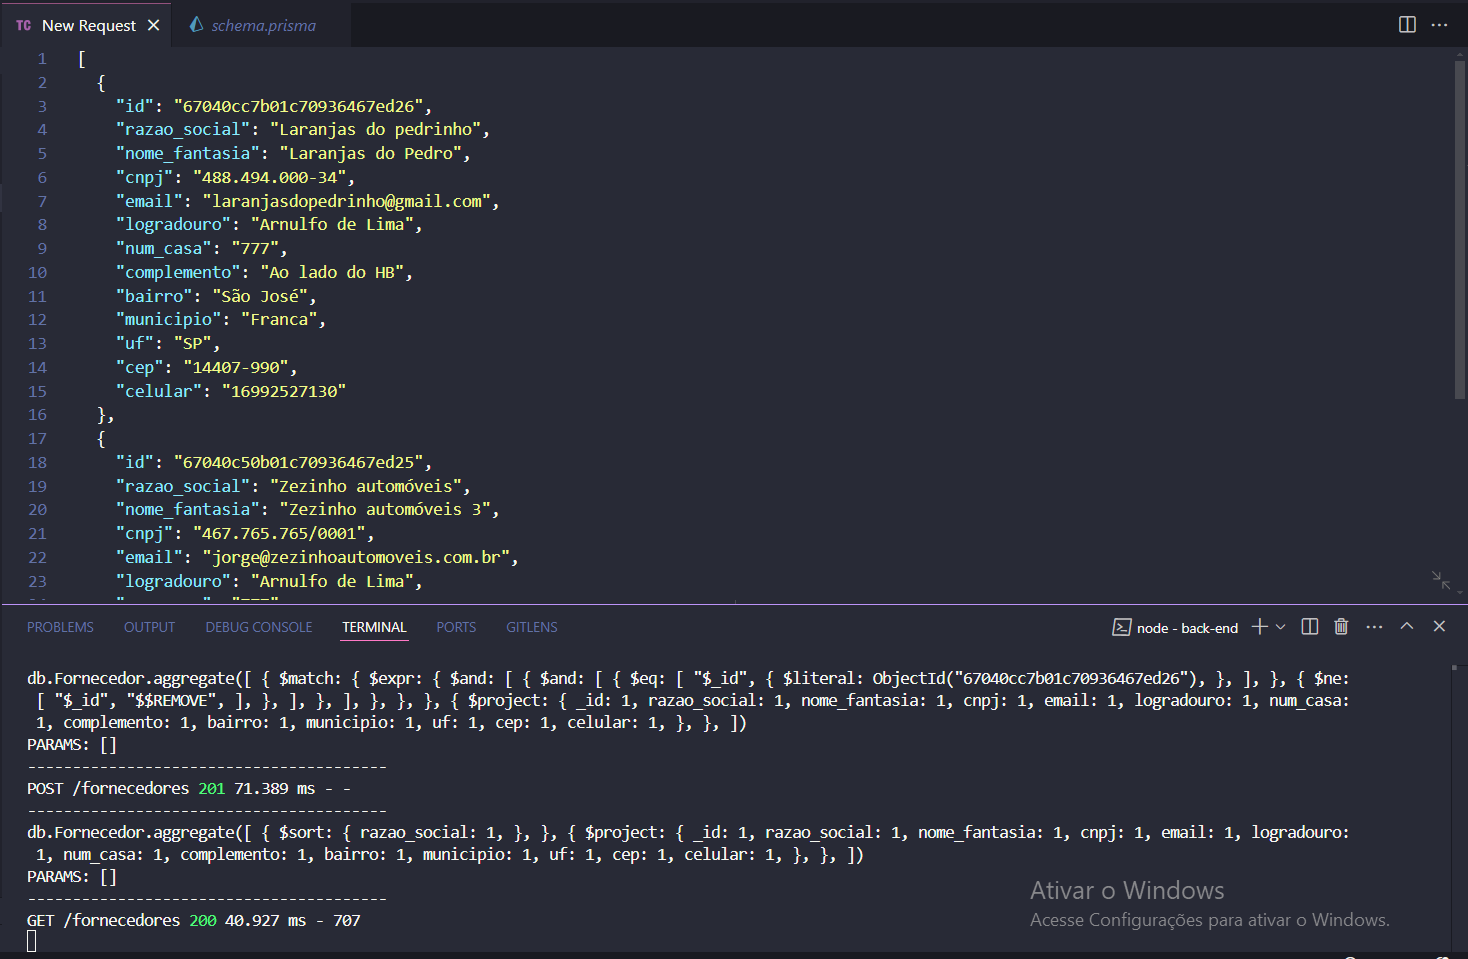 TC New Request
schema.prisma
1 [
2 {
3 "id": "67040cc7b01c70936467ed26",
4 "razao_social": "Laranjas do pedrinho",
5 "nome_fantasia": "Laranjas do Pedro",
6 "cnpj": "488.494.000-34",
7 "email": "laranjasdopedrinho@gmail.com",
8 "logradouro": "Arnulfo de Lima",
9 "num_casa": "777",
10 "complemento": "Ao lado do HB",
11 "bairro": "São José",
12 "municipio": "Franca",
13 "uf": "SP",
14 "cep": "14407-990",
15 "celular": "16992527130"
16 },
17 {
18 "id": "67040c50b01c70936467ed25",
19 "razao_social": "Zezinho automóveis",
20 "nome_fantasia": "Zezinho automóveis 3",
21 "cnpj": "467.765.765/0001",
22 "email": "jorge@zezinhoautomoveis.com.br",
23 "logradouro": "Arnulfo de Lima",
PROBLEMS OUTPUT DEBUG CONSOLE TERMINAL PORTS GITLENS
node - back-end
db.Fornecedor.aggregate([ { $match: { $expr: { $and: [ { $and: [ { $eq: [ "$_id", { $literal: ObjectId("67040cc7b01c70936467ed26"), }, ], }, { $ne:
[ "$_id", "$$REMOVE", ], }, ], }, ], }, }, }, { $project: { _id: 1, razao_social: 1, nome_fantasia: 1, cnpj: 1, email: 1, logradouro: 1, num_casa:
1, complemento: 1, bairro: 1, municipio: 1, uf: 1, cep: 1, celular: 1, }, }, ])
PARAMS: []
----------------------------------------
POST /fornecedores 201 71.389 ms - -
----------------------------------------
db.Fornecedor.aggregate([ { $sort: { razao_social: 1, }, }, { $project: { _id: 1, razao_social: 1, nome_fantasia: 1, cnpj: 1, email: 1, logradouro:
1, num_casa: 1, complemento: 1, bairro: 1, municipio: 1, uf: 1, cep: 1, celular: 1, }, }, ])
PARAMS: []
----------------------------------------
GET /fornecedores 200 40.927 ms - 707
Ativar o Windows
Acesse Configurações para ativar o Windows.